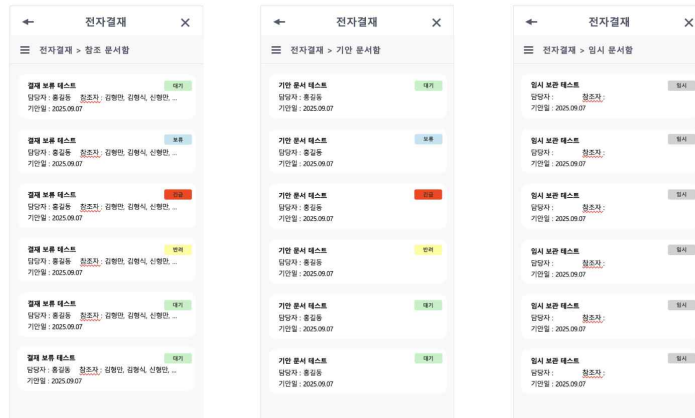 전자결재
전자결재 > 참조 문서함
결재 보류 테스트 대기
담당자 : 홍길동 참조자 : 김형만, 김형식, 신형만, ...
기안일 : 2025.09.07
결재 보류 테스트 보류
담당자 : 홍길동 참조자 : 김형만, 김형식, 신형만, ...
기안일 : 2025.09.07
결재 보류 테스트 긴급
담당자 : 홍길동 참조자 : 김형만, 김형식, 신형만, ...
기안일 : 2025.09.07
결재 보류 테스트 반려
담당자 : 홍길동 참조자 : 김형만, 김형식, 신형만, ...
기안일 : 2025.09.07
결재 보류 테스트 대기
담당자 : 홍길동 참조자 : 김형만, 김형식, 신형만, ...
기안일 : 2025.09.07
결재 보류 테스트 대기
담당자 : 홍길동 참조자 : 김형만, 김형식, 신형만, ...
기안일 : 2025.09.07
전자결재
전자결재 > 기안 문서함
기안 문서 테스트 대기
담당자 : 홍길동
기안일 : 2025.09.07
기안 문서 테스트 보류
담당자 : 홍길동
기안일 : 2025.09.07
기안 문서 테스트 긴급
담당자 : 홍길동
기안일 : 2025.09.07
기안 문서 테스트 반려
담당자 : 홍길동
기안일 : 2025.09.07
기안 문서 테스트 대기
담당자 : 홍길동
기안일 : 2025.09.07
기안 문서 테스트 대기
담당자 : 홍길동
기안일 : 2025.09.07
전자결재
전자결재 > 임시 문서함
임시 보관 테스트 임시
담당자 : 참조자 :
기안일 : 2025.09.07
임시 보관 테스트 임시
담당자 : 참조자 :
기안일 : 2025.09.07
임시 보관 테스트 임시
담당자 : 참조자 :
기안일 : 2025.09.07
임시 보관 테스트 임시
담당자 : 참조자 :
기안일 : 2025.09.07
임시 보관 테스트 임시
담당자 : 참조자 :
기안일 : 2025.09.07
임시 보관 테스트 임시
담당자 : 참조자 :
기안일 : 2025.09.07